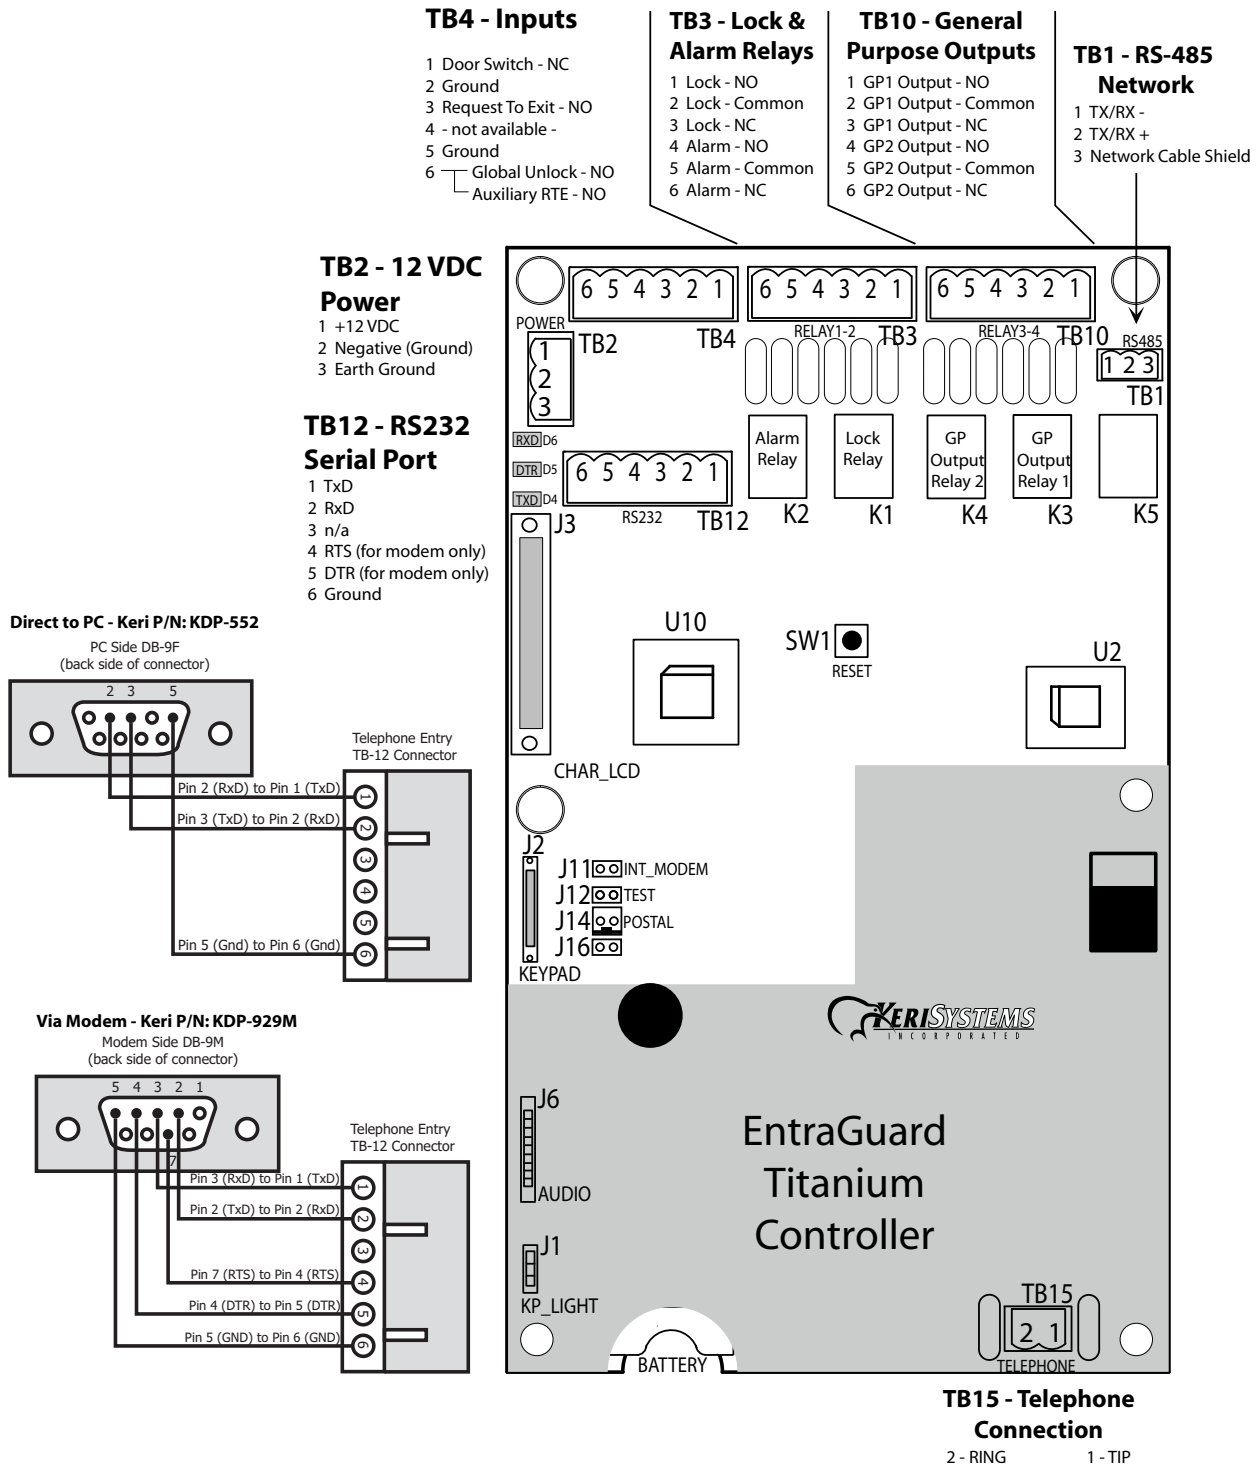 TB4 - Inputs
1 Door Switch - NC
2 Ground
3 Request To Exit - NO
4 - not available -
5 Ground
6 Global Unlock - NO
Auxiliary RTE - NO
TB3 - Lock &
Alarm Relays
1 Lock - NO
2 Lock - Common
3 Lock - NC
4 Alarm - NO
5 Alarm - Common
6 Alarm - NC
TB10 - General
Purpose Outputs
1 GP1 Output - NO
2 GP1 Output - Common
3 GP1 Output - NC
4 GP2 Output - NO
5 GP2 Output - Common
6 GP2 Output - NC
TB1 - RS-485
Network
1 TX/RX -
2 TX/RX +
3 Network Cable Shield
TB2 - 12 VDC
Power
1 +12 VDC
2 Negative (Ground)
3 Earth Ground
TB12 - RS232
Serial Port
1 TxD
2 RxD
3 n/a
4 RTS (for modem only)
5 DTR (for modem only)
6 Ground
6 5 4 3 2 1
TB4
6 5 4 3 2 1
RELAY1-2
TB3
6 5 4 3 2 1
RELAY3-4
TB10
RS485
1 2 3
TB1
POWER
1
2
3
TB2
RXD D6
DTR D5
TXD D4
6 5 4 3 2 1
RS232
TB12
Alarm
Relay
K2
Lock
Relay
K1
GP
Output
Relay 2
K4
GP
Output
Relay 1
K3
K5
J3
CHAR_LCD
U10
SW1
RESET
U2
J2
KEYPAD
J11 INT_MODEM
J12 TEST
J14 POSTAL
J16
KERISYSTEMS
INCORPORATED
J6
AUDIO
J1
KP_LIGHT
EntraGuard
Titanium
Controller
BATTERY
TB15
2 1
TELEPHONE
TB15 - Telephone
Connection
2 - RING
1 - TIP
Direct to PC - Keri P/N: KDP-552
PC Side DB-9F
(back side of connector)
2 3 5
Telephone Entry
TB-12 Connector
Pin 2 (RxD) to Pin 1 (TxD)
Pin 3 (TxD) to Pin 2 (RxD)
Pin 5 (Gnd) to Pin 6 (Gnd)
1
2
3
4
5
6
Via Modem - Keri P/N: KDP-929M
Modem Side DB-9M
(back side of connector)
5 4 3 2 1
7
Telephone Entry
TB-12 Connector
Pin 3 (RxD) to Pin 1 (TxD)
Pin 2 (TxD) to Pin 2 (RxD)
Pin 7 (RTS) to Pin 4 (RTS)
Pin 4 (DTR) to Pin 5 (DTR)
Pin 5 (GND) to Pin 6 (GND)
1
2
3
4
5
6